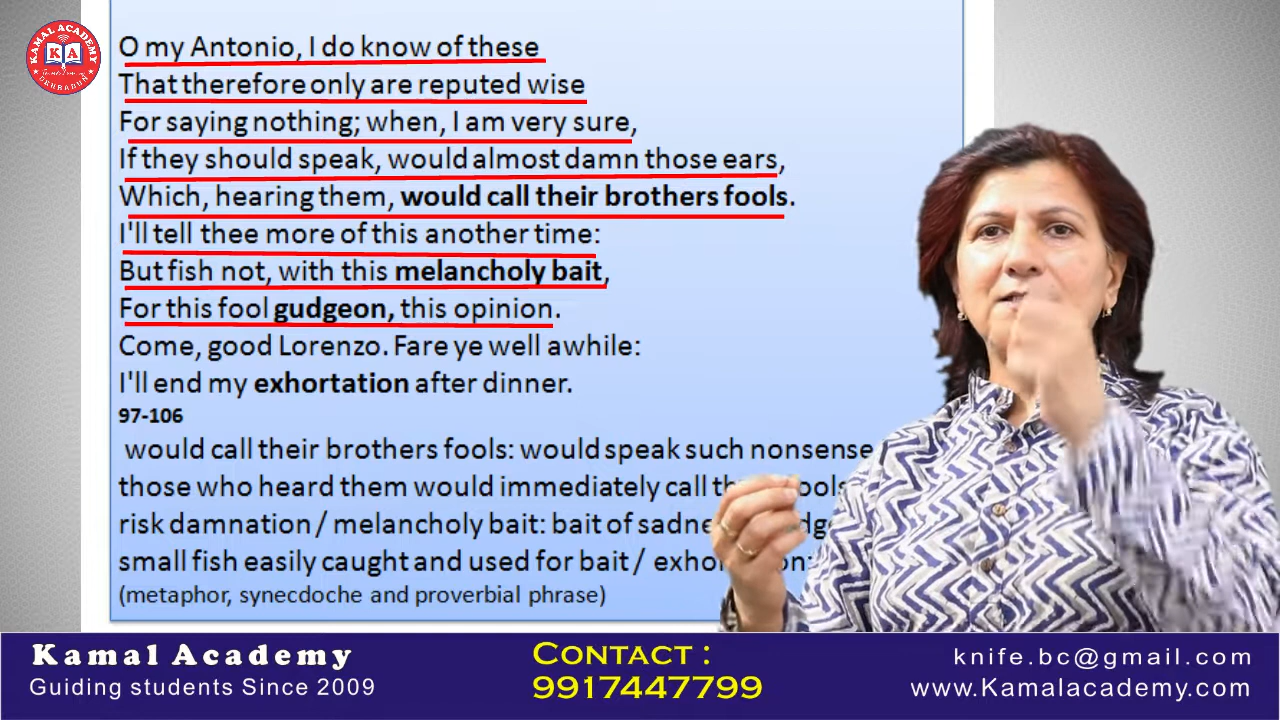 KAMAL ACADEMY
KA
O my Antonio, I do know of these
That therefore only are reputed wise
For saying nothing; when, I am very sure,
If they should speak, would almost damn those ears,
Which, hearing them, would call their brothers fools.
I'll tell thee more of this another time:
But fish not, with this melancholy bait,
For this fool gudgeon, this opinion.
Come, good Lorenzo. Fare ye well awhile:
I'll end my exhortation after dinner.
97-106
would call their brothers fools: would speak such nonsense
those who heard them would immediately call
risk damnation / melancholy bait: bait of
small fish easily caught and used for bait /
(metaphor, synecdoche and proverbial phrase)
Kamal Academy
Guiding students Since 2009
CONTACT :
9917447799
knife.bc@gmail.com
www.Kamalacademy.com